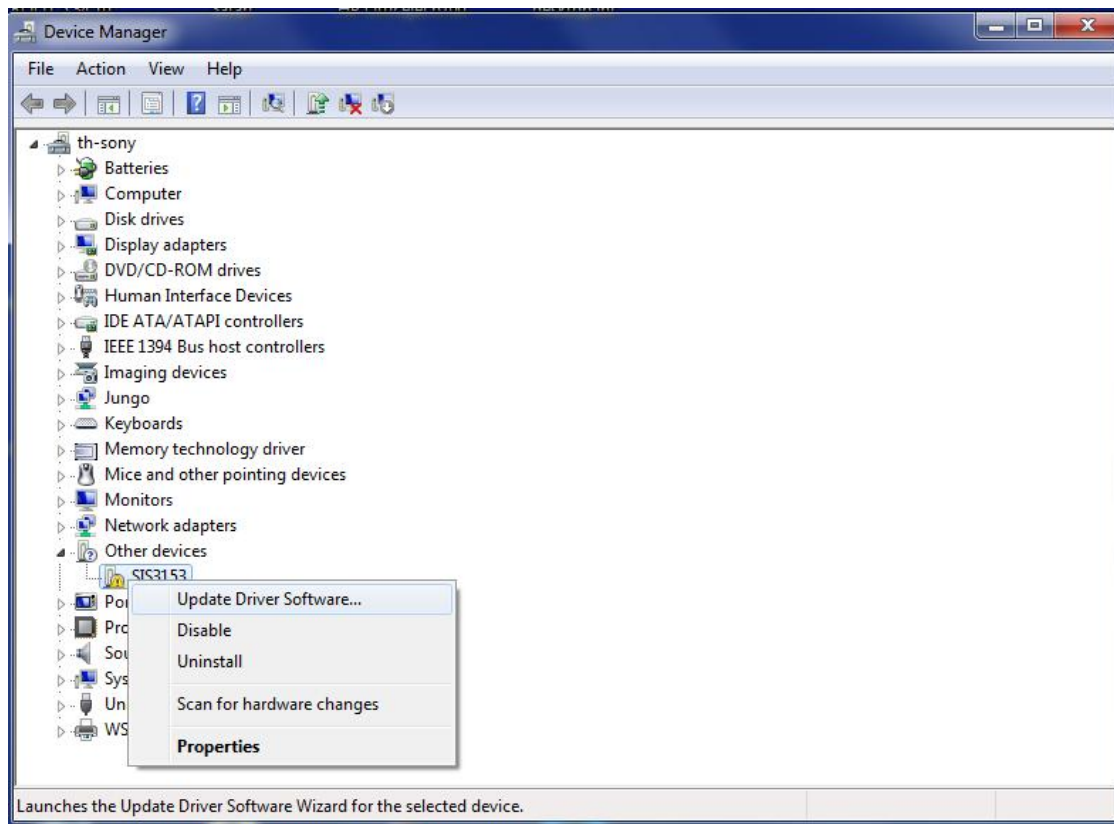 Device Manager
File Action View Help
th-sony
Batteries
Computer
Disk drives
Display adapters
DVD/CD-ROM drives
Human Interface Devices
IDE ATA/ATAPI controllers
IEEE 1394 Bus host controllers
Imaging devices
Jungo
Keyboards
Memory technology driver
Mice and other pointing devices
Monitors
Network adapters
Other devices
SIS3153
Update Driver Software...
Disable
Uninstall
Scan for hardware changes
Properties
Launches the Update Driver Software Wizard for the selected device.